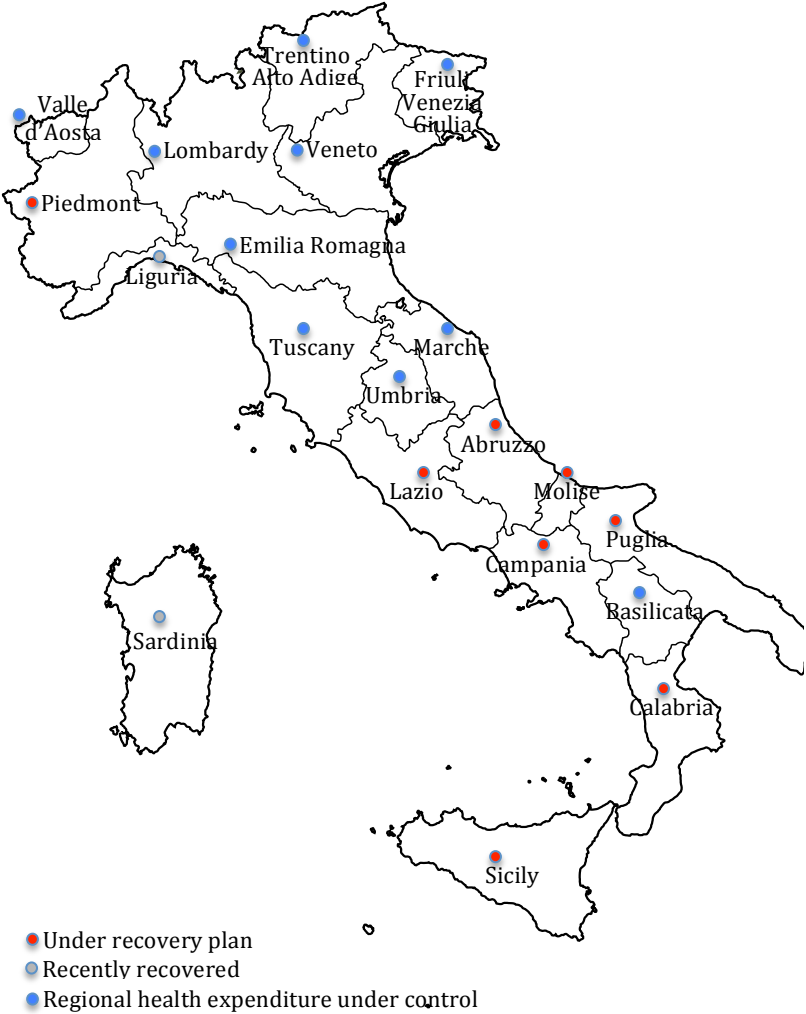 Trentino
Alto Adige
Friuli
Venezia
Giulia
Valle
d'Aosta
Lombardy
Veneto
Piedmont
Emilia Romagna
Liguria
Tuscany
Marche
Umbria
Abruzzo
Lazio
Molise
Puglia
Campania
Basilicata
Sardinia
Calabria
Sicily
Under recovery plan
Recently recovered
Regional health expenditure under control